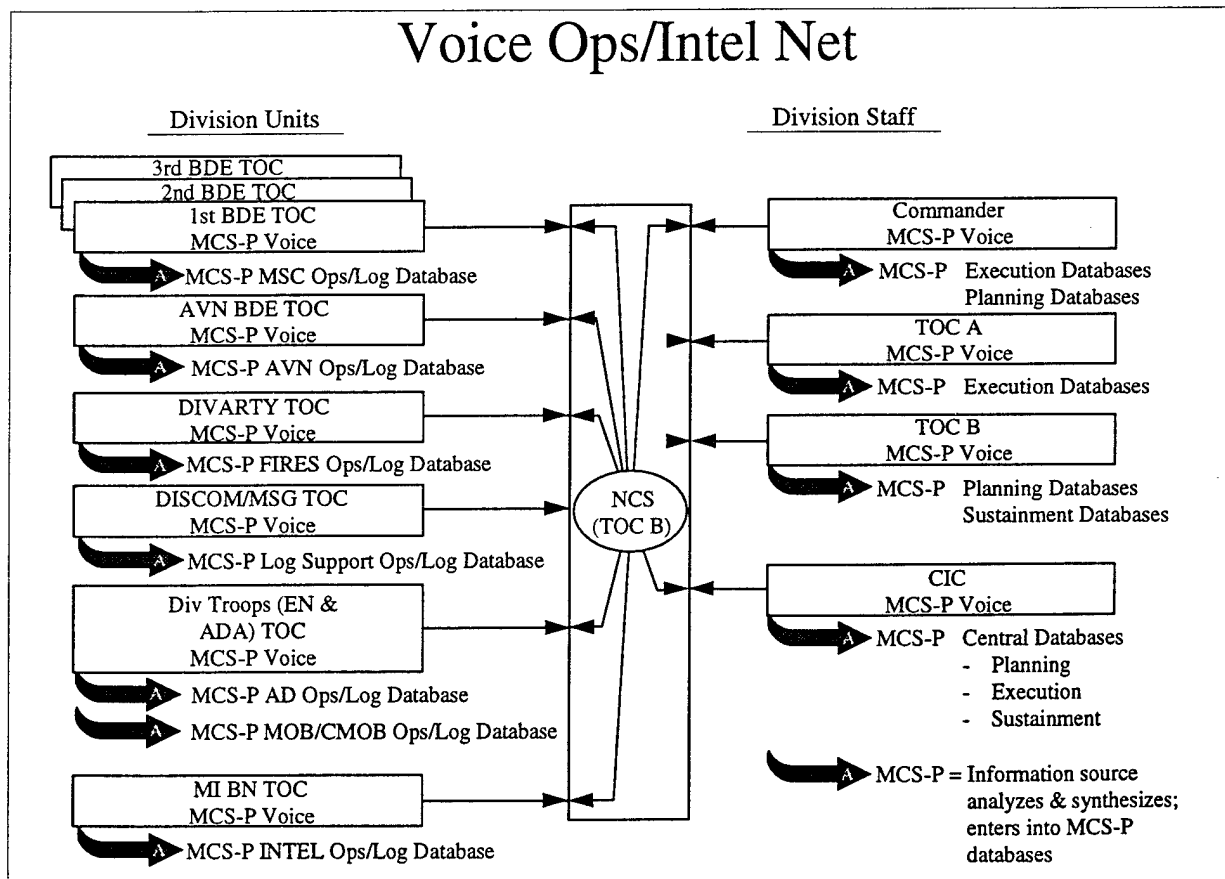 Voice Ops/Intel Net
Division Units
3rd BDE TOC
2nd BDE TOC
1st BDE TOC
MCS-P Voice
A MCS-P MSC Ops/Log Database
AVN BDE TOC
MCS-P Voice
A MCS-P AVN Ops/Log Database
DIVARTY TOC
MCS-P Voice
A MCS-P FIRES Ops/Log Database
DISCOM/MSG TOC
MCS-P Voice
A MCS-P Log Support Ops/Log Database
Div Troops (EN &
ADA) TOC
MCS-P Voice
A MCS-P AD Ops/Log Database
A MCS-P MOB/CMOB Ops/Log Database
MI BN TOC
MCS-P Voice
A MCS-P INTEL Ops/Log Database
NCS
(TOC B)
Division Staff
Commander
MCS-P Voice
A MCS-P Execution Databases
Planning Databases
TOC A
MCS-P Voice
A MCS-P Execution Databases
TOC B
MCS-P Voice
A MCS-P Planning Databases
Sustainment Databases
CIC
MCS-P Voice
A MCS-P Central Databases
- Planning
- Execution
- Sustainment
A MCS-P = Information source
analyzes & synthesizes;
enters into MCS-P
databases